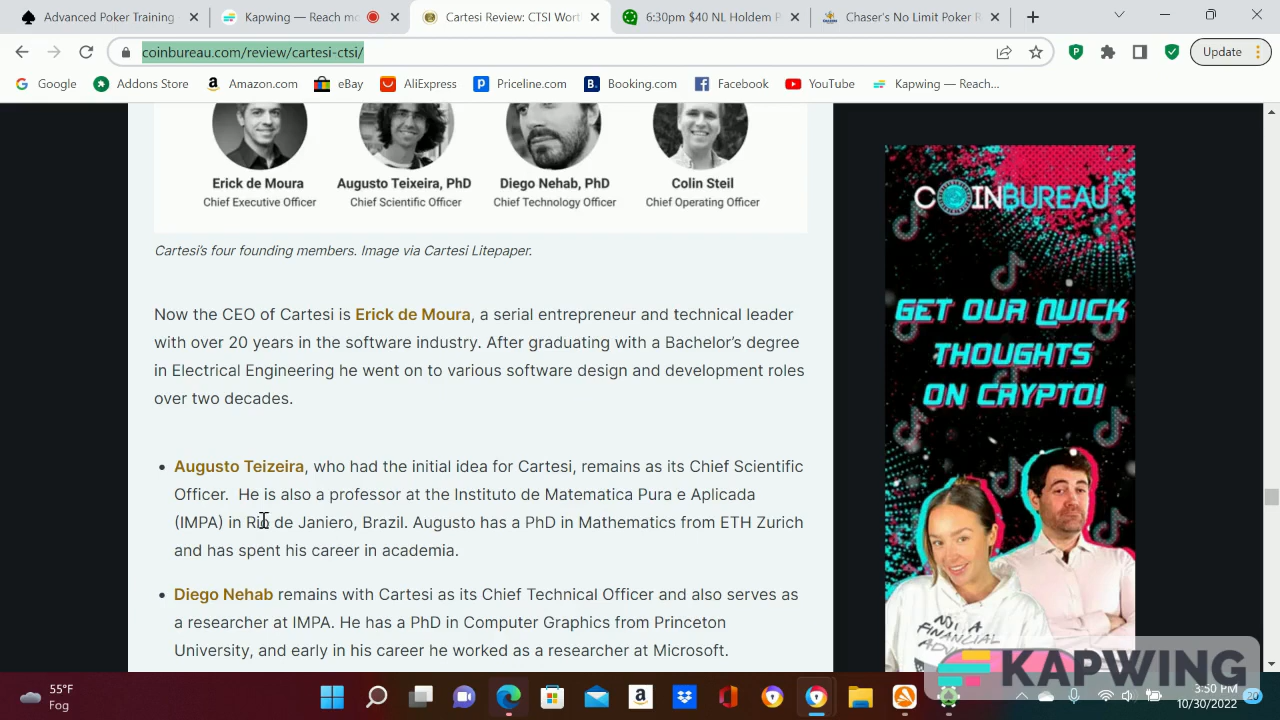 Advanced Poker Training
Kapwing — Reach mo
Cartesi Review: CTSI Wort
6:30pm $40 NL Holdem P
Chaser's No Limit Poker R
coinbureau.com/review/cartesi-ctsi/
Update
Google
Addons Store
Amazon.com
eBay
AliExpress
Priceline.com
Booking.com
Facebook
YouTube
Kapwing — Reach...
Erick de Moura
Chief Executive Officer
Augusto Teixeira, PhD
Chief Scientific Officer
Diego Nehab, PhD
Chief Technology Officer
Colin Steil
Chief Operating Officer
Cartesi's four founding members. Image via Cartesi Litepaper.
Now the CEO of Cartesi is Erick de Moura, a serial entrepreneur and technical leader
with over 20 years in the software industry. After graduating with a Bachelor's degree
in Electrical Engineering he went on to various software design and development roles
over two decades.
Augusto Teizeira, who had the initial idea for Cartesi, remains as its Chief Scientific
Officer. He is also a professor at the Instituto de Matematica Pura e Aplicada
(IMPA) in Rio de Janiero, Brazil. Augusto has a PhD in Mathematics from ETH Zurich
and has spent his career in academia.
Diego Nehab remains with Cartesi as its Chief Technical Officer and also serves as
a researcher at IMPA. He has a PhD in Computer Graphics from Princeton
University, and early in his career he worked as a researcher at Microsoft.
COINBUREAU
GET OUR QUICK
THOUGHTS
ON CRYPTO!
NOT A
FINANCIAL
KAPWING
55°F
Fog
3:50 PM
10/30/2022
20